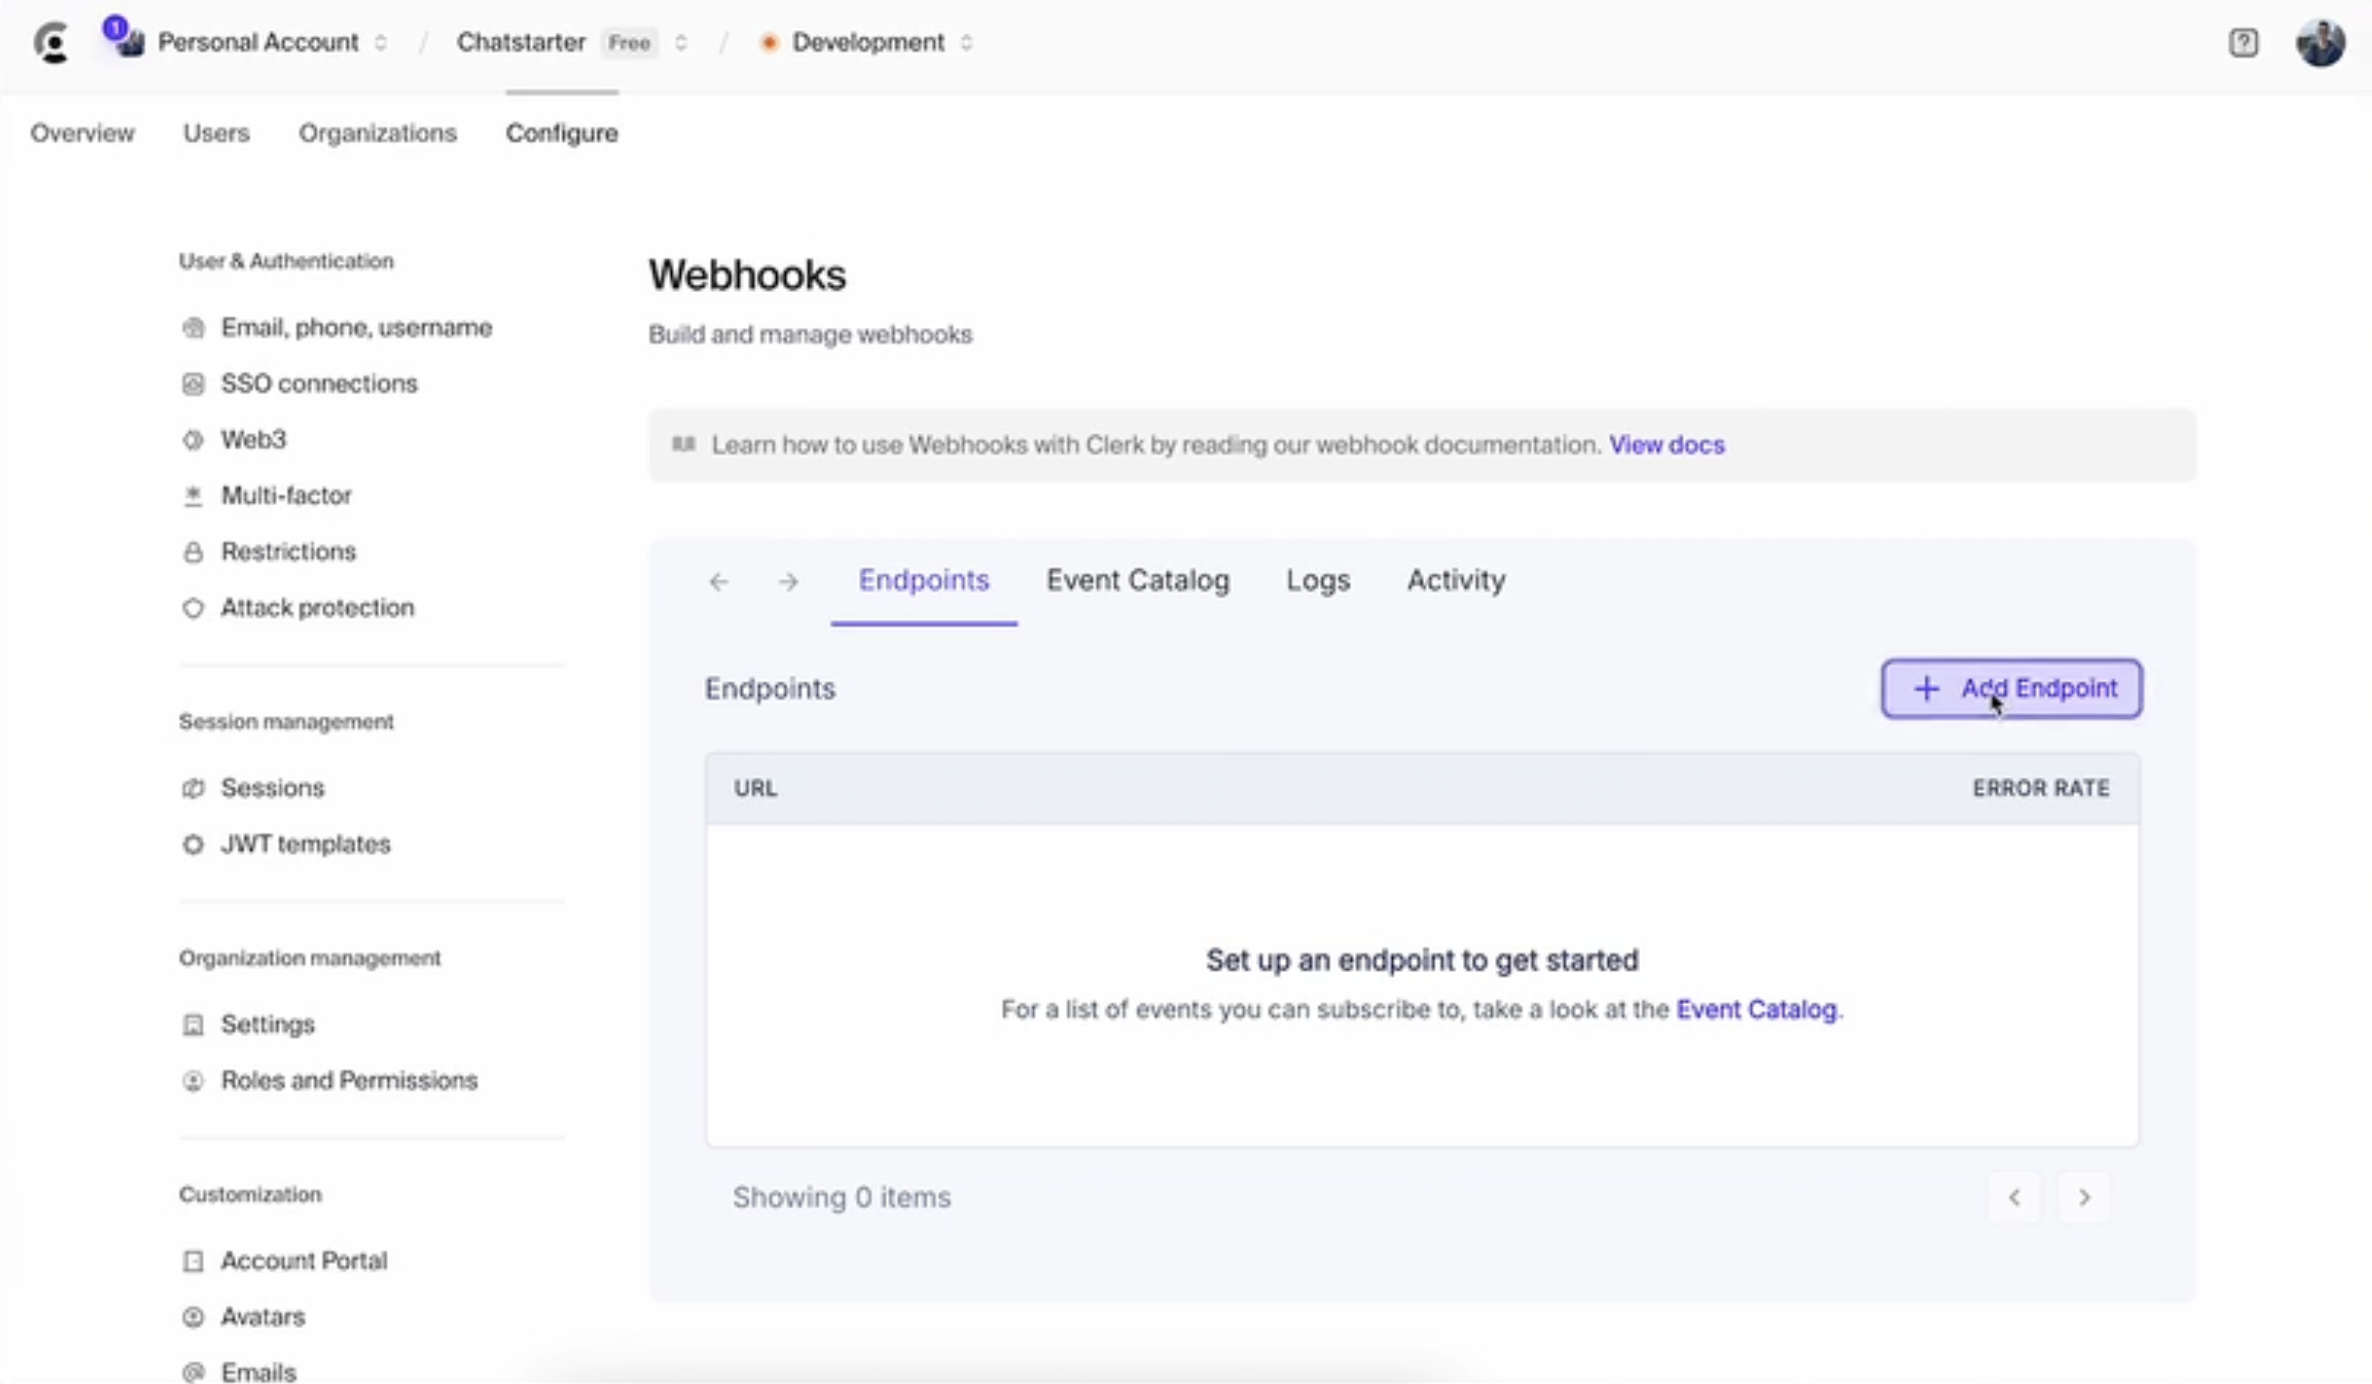 1
Personal Account / Chatstarter Free / Development
Overview Users Organizations Configure
User & Authentication
Email, phone, username
SSO connections
Web3
Multi-factor
Restrictions
Attack protection
Session management
Sessions
JWT templates
Organization management
Settings
Roles and Permissions
Customization
Account Portal
Avatars
Emails
Webhooks
Build and manage webhooks
Learn how to use Webhooks with Clerk by reading our webhook documentation. View docs
Endpoints Event Catalog Logs Activity
Endpoints
+ Add Endpoint
URL ERROR RATE
Set up an endpoint to get started
For a list of events you can subscribe to, take a look at the Event Catalog.
Showing 0 items